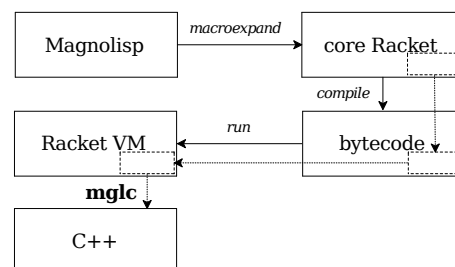 Magnolisp
macroexpand
core Racket
compile
Racket VM
run
bytecode
mglc
C++